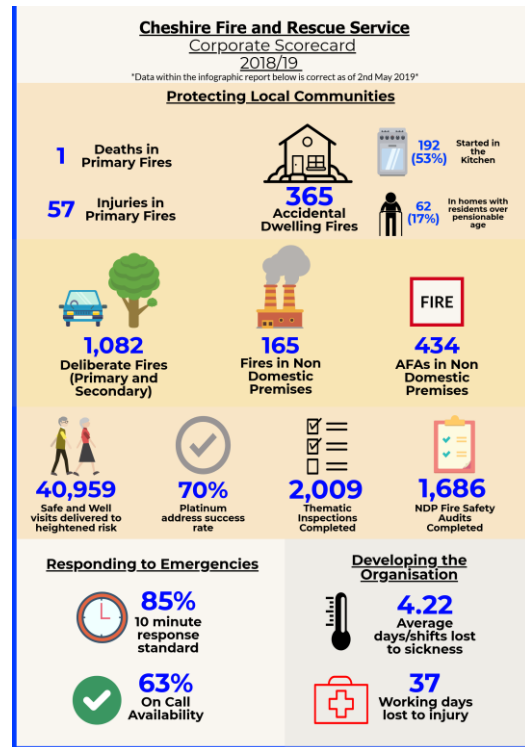 Cheshire Fire and Rescue Service
Corporate Scorecard
2018/19
"Data within the infographic report below is correct as of 2nd May 2019"
Protecting Local Communities
1
Deaths in
Primary Fires
57
Injuries in
Primary Fires
365
Accidental
Dwelling Fires
192
(53%)
Started in
the
Kitchen
62
(17%)
In homes with
residents over
pensionable
age
1,082
Deliberate Fires
(Primary and
Secondary)
165
Fires in Non
Domestic
Premises
FIRE
434
AFAs in Non
Domestic
Premises
40,959
Safe and Well
visits delivered to
heightened risk
70%
Platinum
address success
rate
2,009
Thematic
Inspections
Completed
1,686
NDP Fire Safety
Audits
Completed
Responding to Emergencies
85%
10 minute
response
standard
63%
On Call
Availability
Developing the
Organisation
4.22
Average
days/shifts lost
to sickness
37
Working days
lost to injury